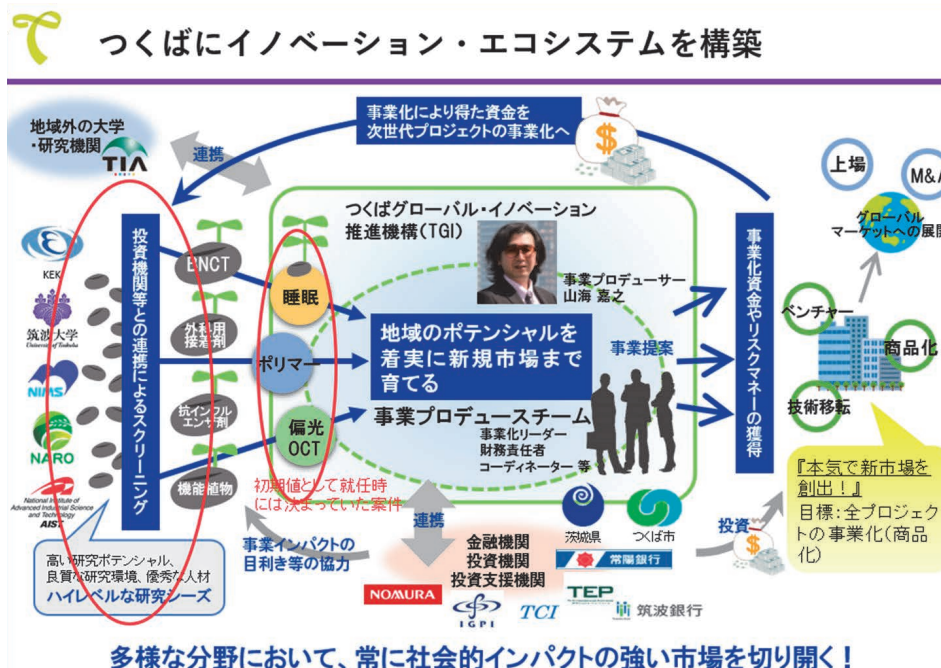 つくばにイノベーション・エコシステムを構築
地域外の大学
・研究機関
TIA
連携
事業化により得た資金を
次世代プロジェクトの事業化へ
上場
M&A
グローバル
マーケットへの展開
KEK
筑波大学
University of Tsukuba
NIMS
NARO
National Institute of
Advanced Industrial Science
and Technology
AIST
投資機関等との連携によるスクリーニング
BNCT
外科用
接着剤
抗インフル
エンザ剤
機能植物
睡眠
ポリマー
偏光
OCT
つくばグローバル・イノベーション
推進機構(TGI)
事業プロデューサー
山海 嘉之
地域のポテンシャルを
着実に新規市場まで
育てる
事業提案
事業プロデュースチーム
事業化リーダー
財務責任者
コーディネーター 等
初期値として就任時
には決まっていた案件
事業化資金やリスクマネーの獲得
ベンチャー
商品化
技術移転
『本気で新市場を
創出！』
目標:全プロジェク
トの事業化(商品
化)
高い研究ポテンシャル、
良質な研究環境、優秀な人材
ハイレベルな研究シーズ
事業インパクトの
目利き等の協力
連携
金融機関
投資機関
投資支援機関
茨城県
つくば市
常陽銀行
投資
NOMURA
IGPI
TCI
TEP
筑波銀行
多様な分野において、常に社会的インパクトの強い市場を切り開く！